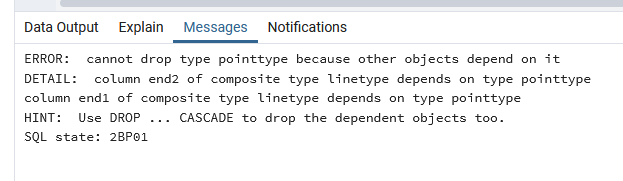 Data Output Explain Messages Notifications
ERROR:  cannot drop type pointtype because other objects depend on it
DETAIL:  column end2 of composite type linetype depends on type pointtype
column end1 of composite type linetype depends on type pointtype
HINT:  Use DROP ... CASCADE to drop the dependent objects too.
SQL state: 2BP01